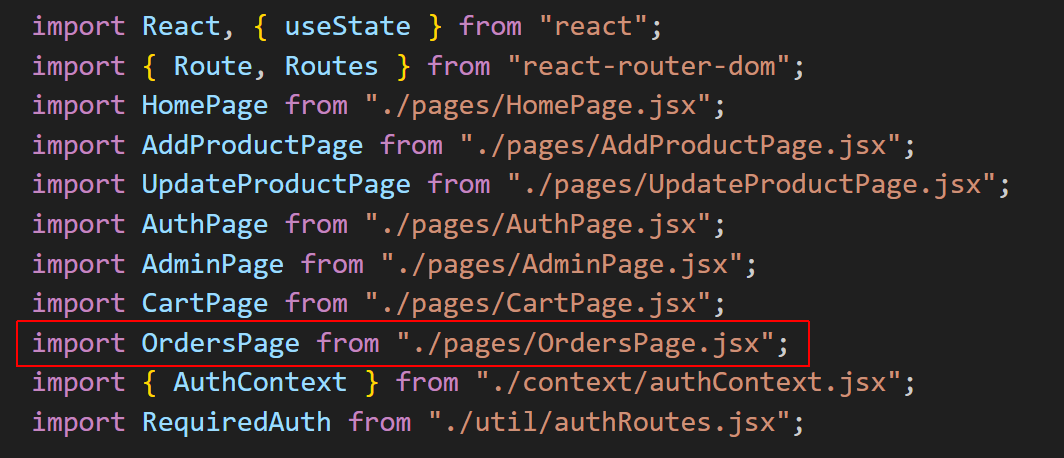 import React, { useState } from "react";
import { Route, Routes } from "react-router-dom";
import HomePage from "./pages/HomePage.jsx";
import AddProductPage from "./pages/AddProductPage.jsx";
import UpdateProductPage from "./pages/UpdateProductPage.jsx";
import AuthPage from "./pages/AuthPage.jsx";
import AdminPage from "./pages/AdminPage.jsx";
import CartPage from "./pages/CartPage.jsx";
import OrdersPage from "./pages/OrdersPage.jsx";
import { AuthContext } from "./context/authContext.jsx";
import RequiredAuth from "./util/authRoutes.jsx";